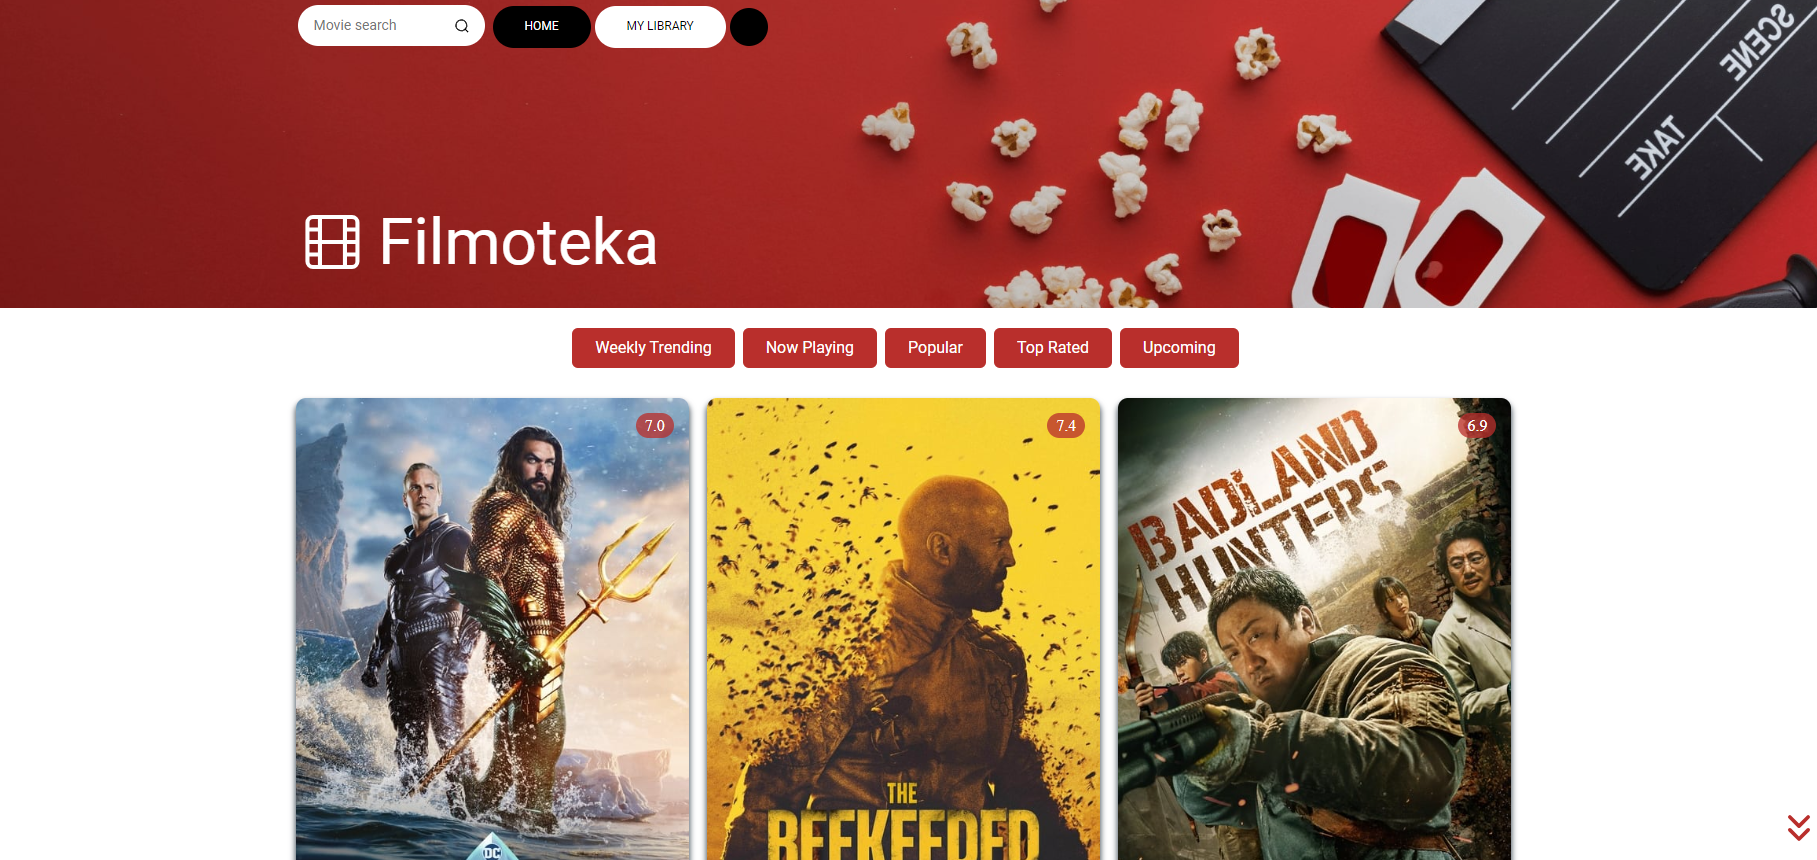 Movie search
HOME
MY LIBRARY
SCENE
TAKE
Filmoteka
Weekly Trending
Now Playing
Popular
Top Rated
Upcoming
7.0
7.4
6.9
BADLAND
HUNTERS
THE
BEEKEEPER
DC